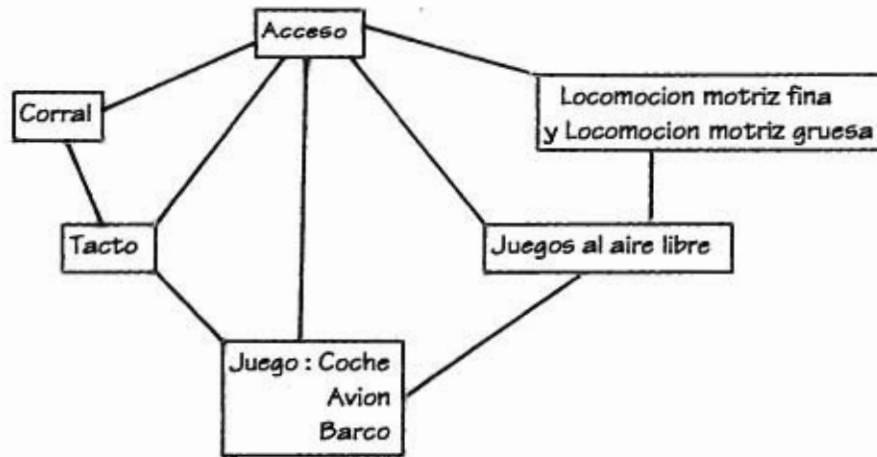 Acceso
Corral
Locomocion motriz fina
y Locomocion motriz gruesa
Tacto
Juegos al aire libre
Juego : Coche
Avion
Barco